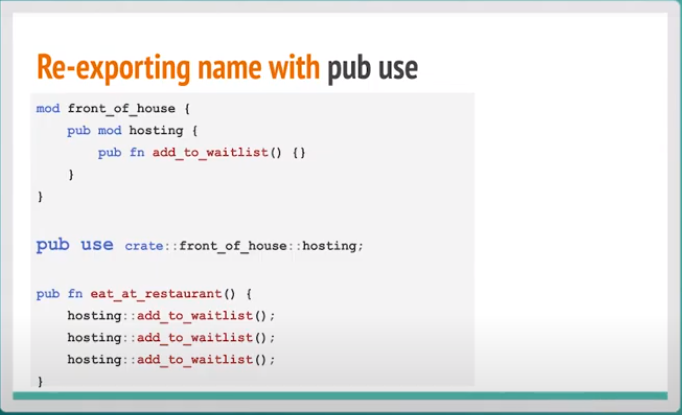 Re-exporting name with pub use
mod front_of_house {
    pub mod hosting {
        pub fn add_to_waitlist() {}
    }
}
pub use crate::front_of_house::hosting;
pub fn eat_at_restaurant() {
    hosting::add_to_waitlist();
    hosting::add_to_waitlist();
    hosting::add_to_waitlist();
}